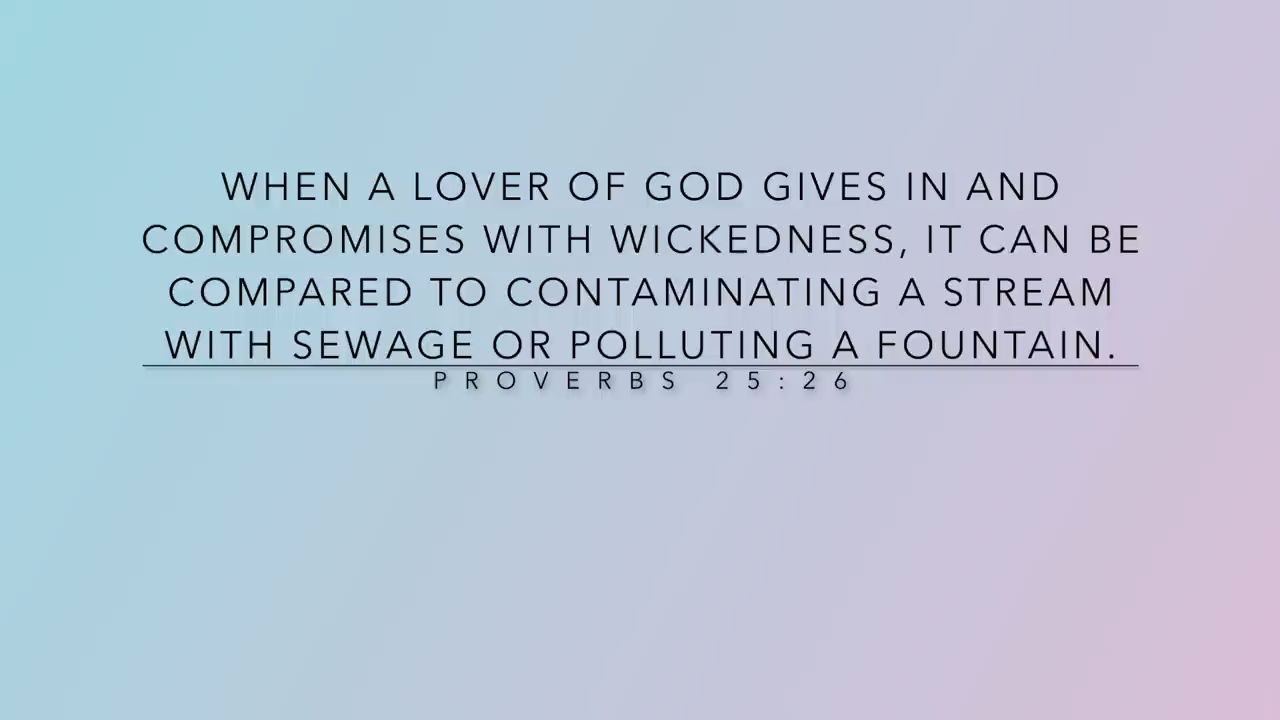 WHEN A LOVER OF GOD GIVES IN AND
COMPROMISES WITH WICKEDNESS, IT CAN BE
COMPARED TO CONTAMINATING A STREAM
WITH SEWAGE OR POLLUTING A FOUNTAIN.
PROVERBS 25:26